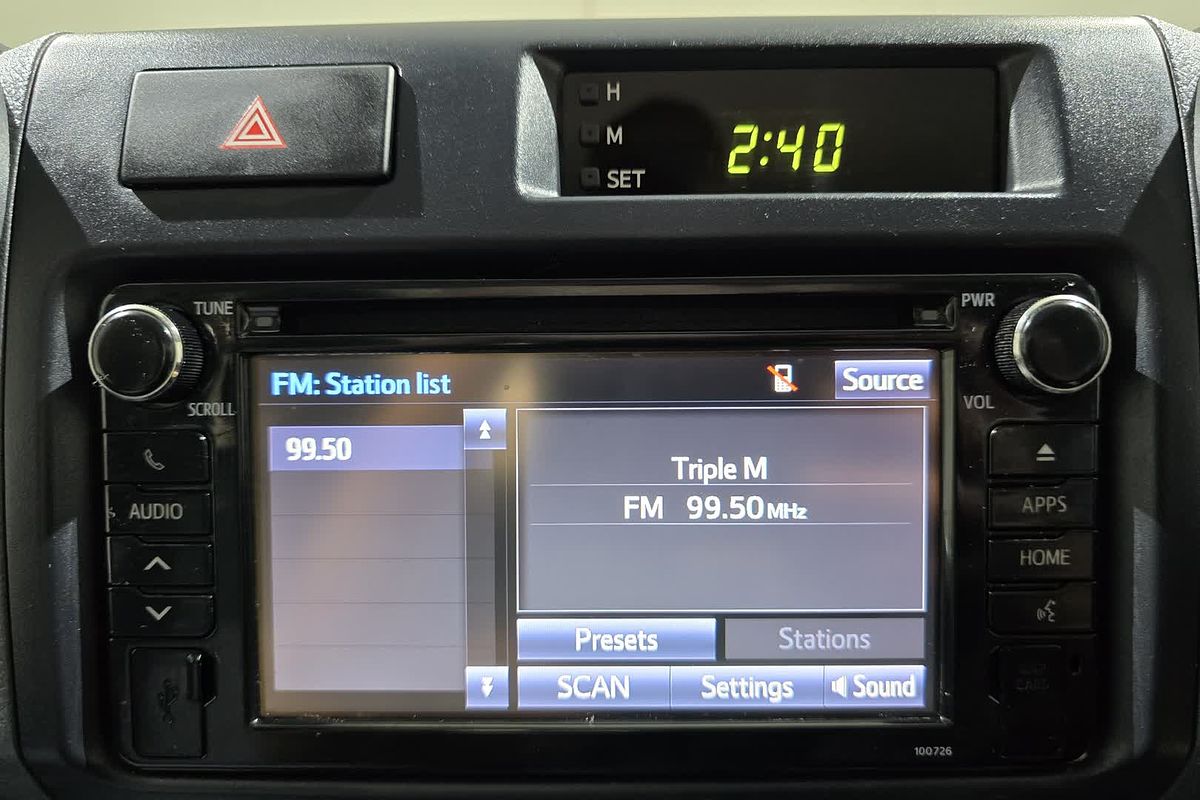 H
M
SET
2:40
TUNE
SCROLL
AUDIO
FM: Station list
Source
99.50
Triple M
FM 99.50 MHz
Presets
Stations
SCAN
Settings
Sound
PWR
VOL
APPS
HOME
CARD
100726